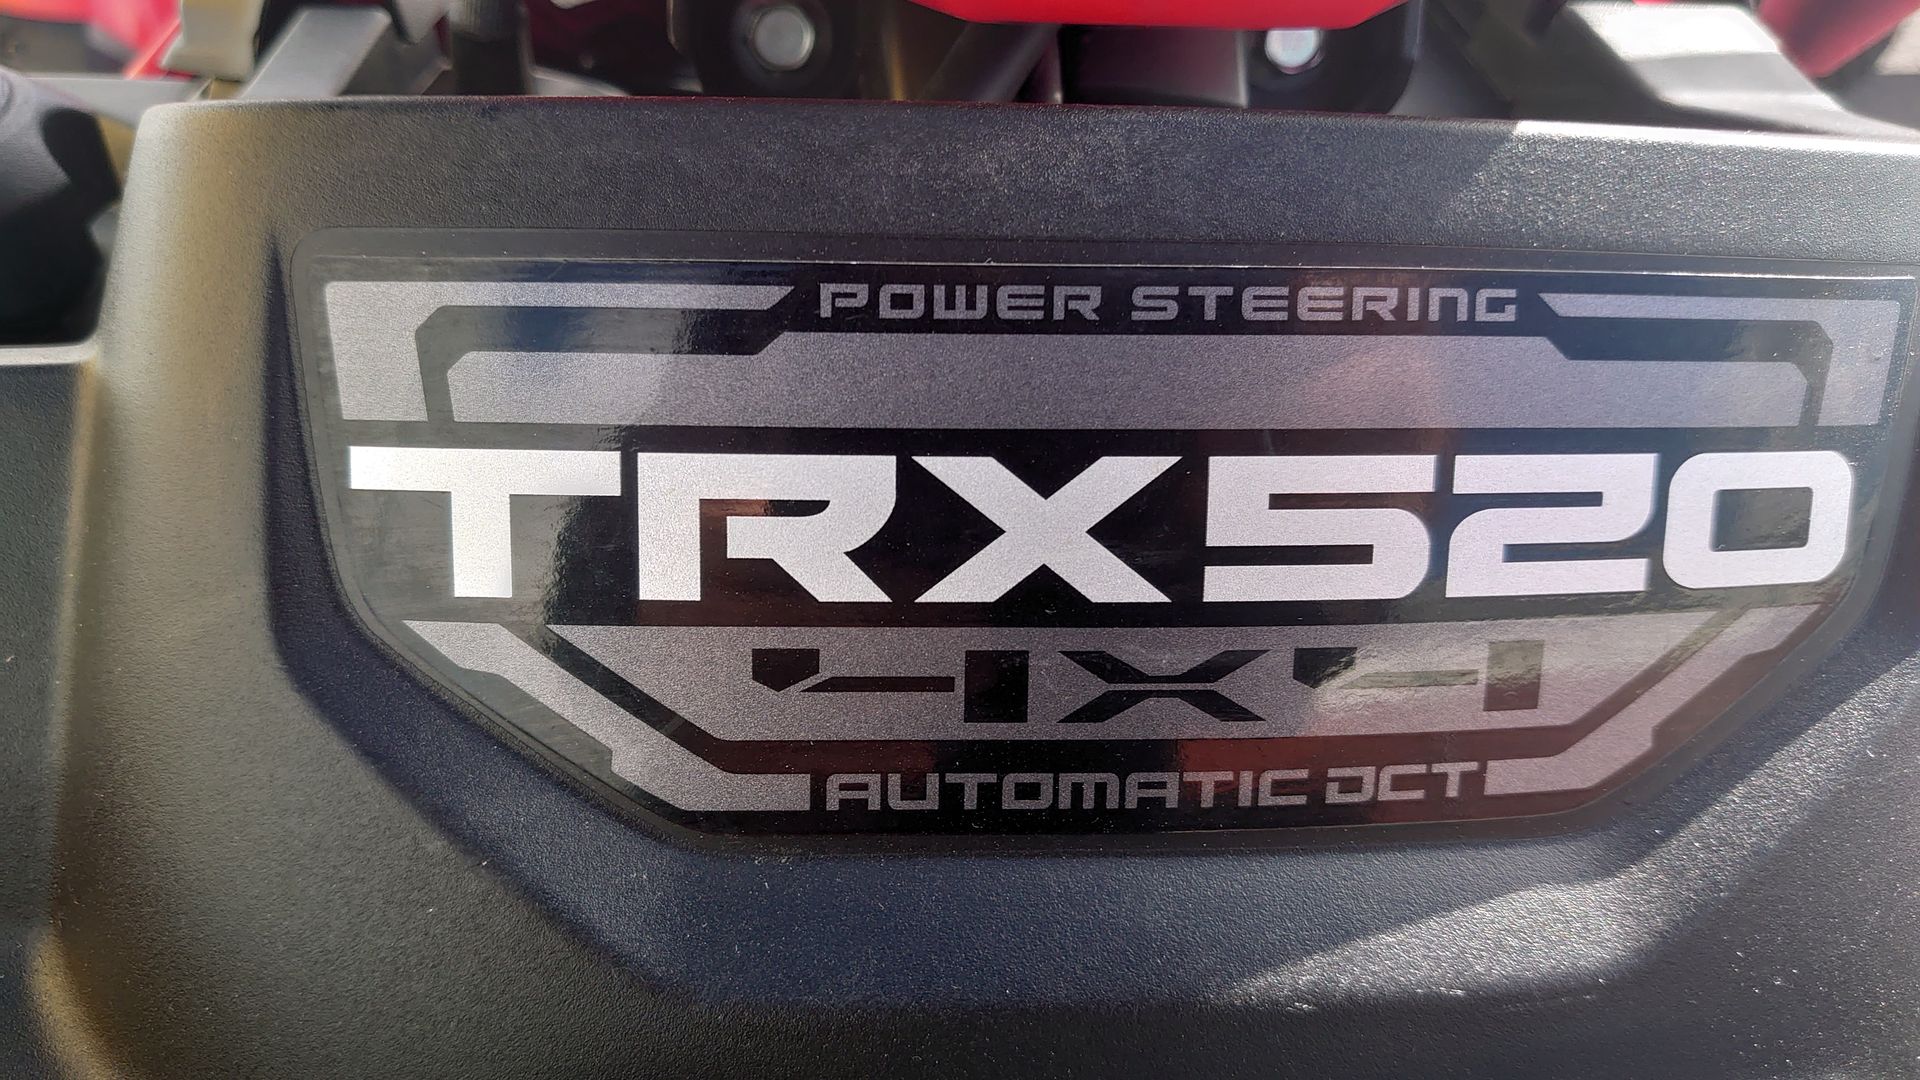 POWER STEERING
TRX520
4X4
AUTOMATIC DCT